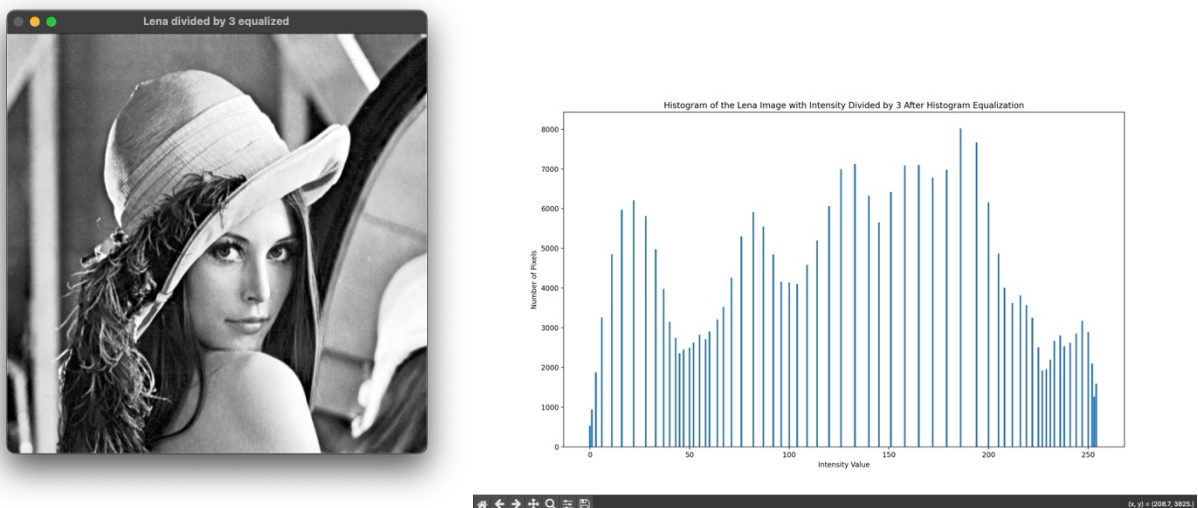 Lena divided by 3 equalized
Histogram of the Lena Image with Intensity Divided by 3 After Histogram Equalization
8000
7000
6000
5000
4000
3000
2000
1000
0
Number of Pixels
0 50 100 150 200 250
Intensity Value
(x, y) = (208.7, 3825.)